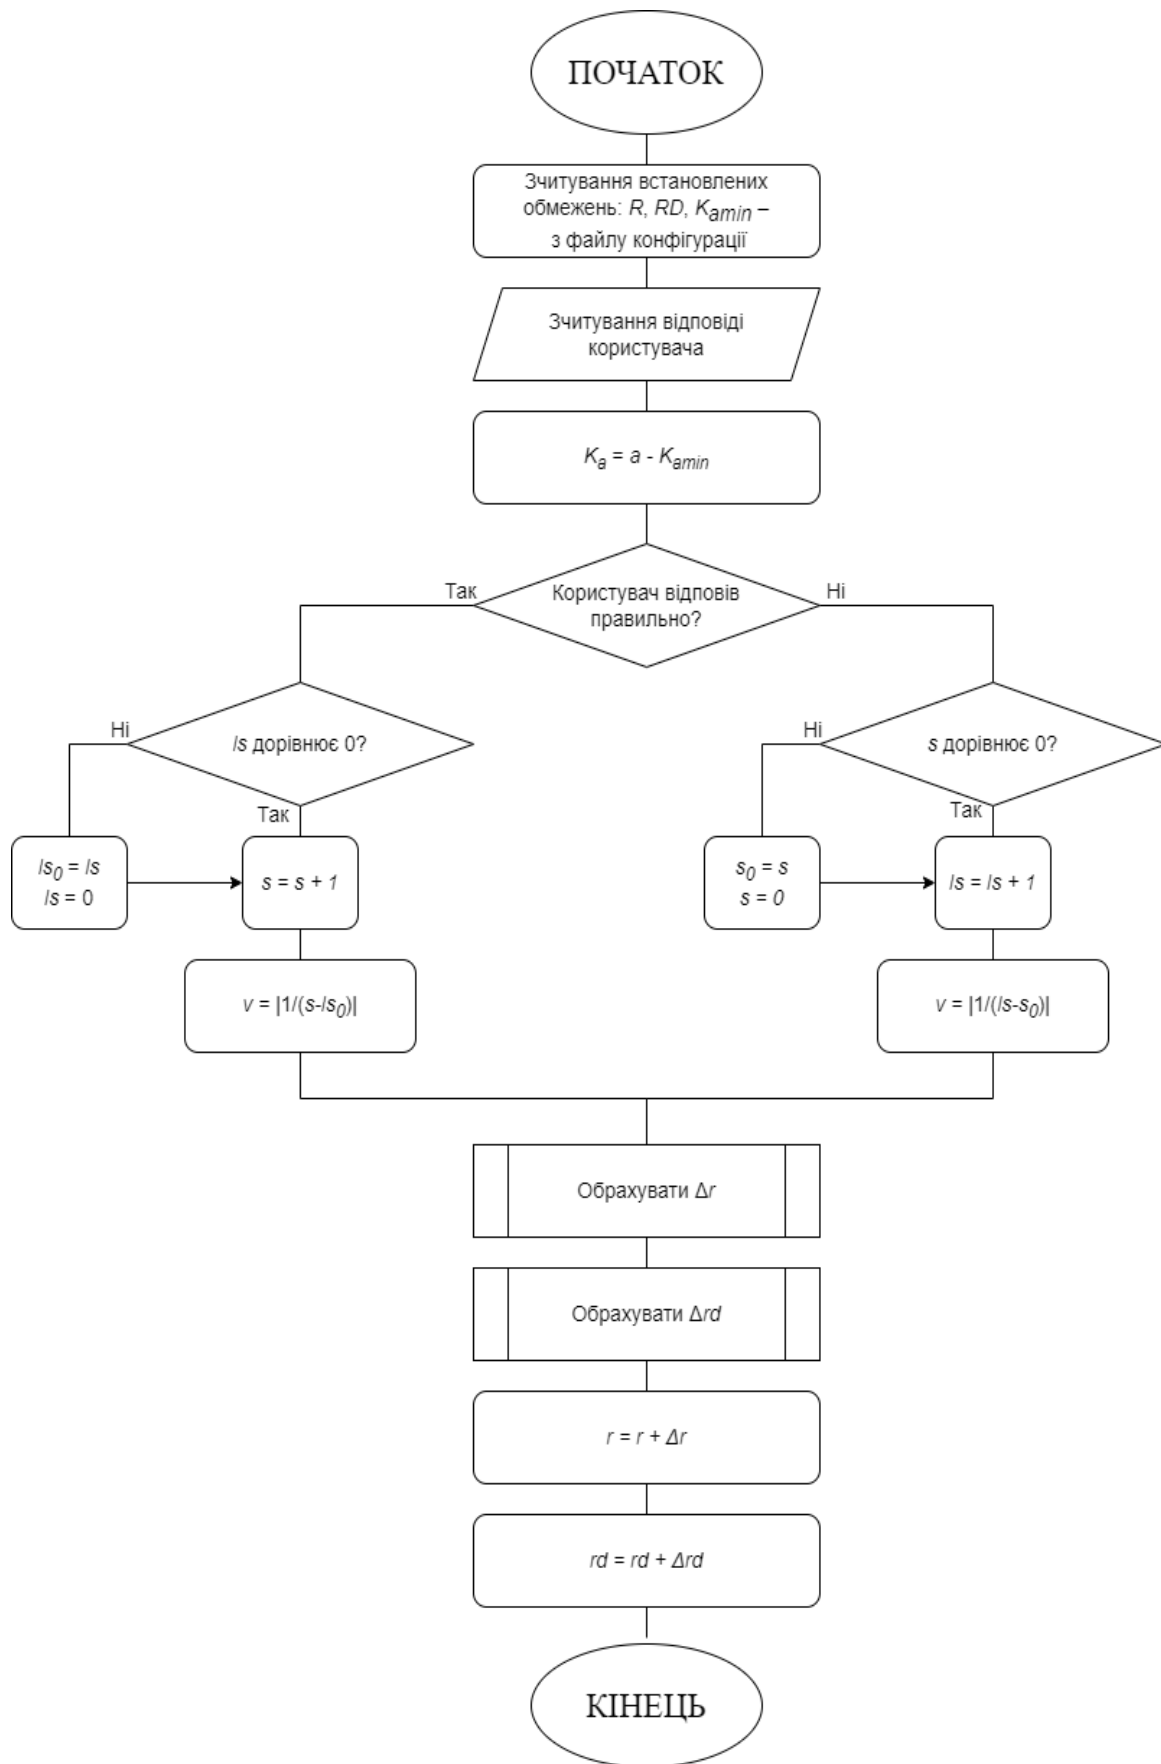 ПОЧАТОК
Зчитування встановлених
обмежень: R, RD, Kamin –
з файлу конфігурації
Зчитування відповіді
користувача
Ka = a - Kamin
Користувач відповів
правильно?
Так
Ні
ls дорівнює 0?
Ні
Так
ls0 = ls
ls = 0
s = s + 1
v = |1/(s-ls0)|
s дорівнює 0?
Ні
Так
s0 = s
s = 0
ls = ls + 1
v = |1/(ls-s0)|
Обрахувати Δr
Обрахувати Δrd
r = r + Δr
rd = rd + Δrd
КІНЕЦЬ